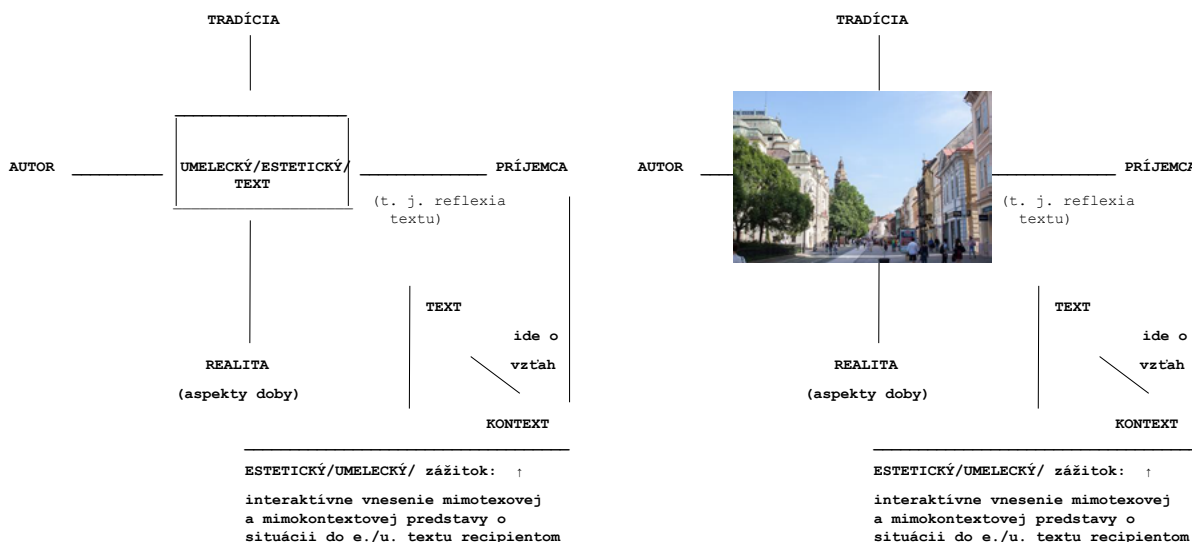 TRADÍCIA
AUTOR
UMELECKÝ/ESTETICKÝ/
TEXT
PRÍJEMCA
(t. j. reflexia
textu)
TEXT
ide o
vzťah
REALITA
(aspekty doby)
KONTEXT
ESTETICKÝ/UMELECKÝ/ zážitok: ↑
interaktívne vnesenie mimotexovej
a mimokontextovej predstavy o
situácii do e./u. textu recipientom
TRADÍCIA
AUTOR
PRÍJEMCA
(t. j. reflexia
textu)
TEXT
ide o
vzťah
REALITA
(aspekty doby)
KONTEXT
ESTETICKÝ/UMELECKÝ/ zážitok: ↑
interaktívne vnesenie mimotexovej
a mimokontextovej predstavy o
situácii do e./u. textu recipientom